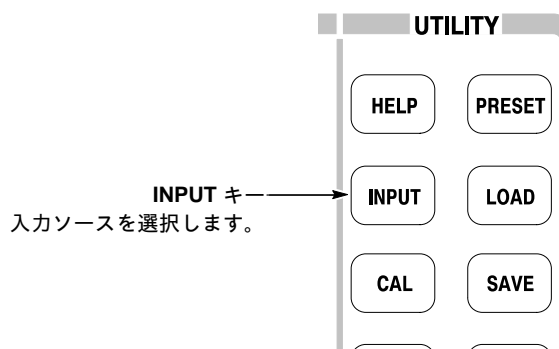 UTILITY
HELP
PRESET
INPUT キー
入力ソースを選択します。
INPUT
LOAD
CAL
SAVE